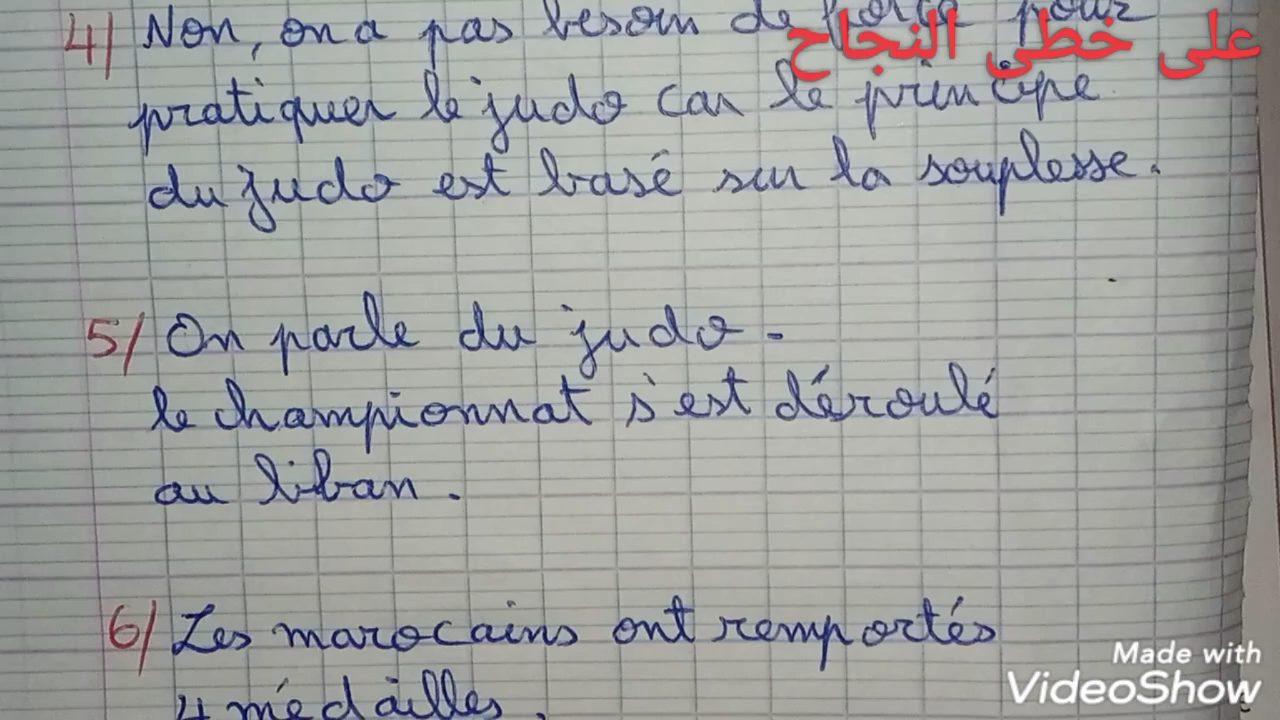 4/ Non, on a pas besoin de force pour
على خطى النجاح
pratiquer le judo car le principe
du judo est basé sur la souplesse.
5/ On parle du judo.
le championnat s'est déroulé
au liban.
6/ Les marocains ont remportés
4 médailles.
Made with
VideoShow